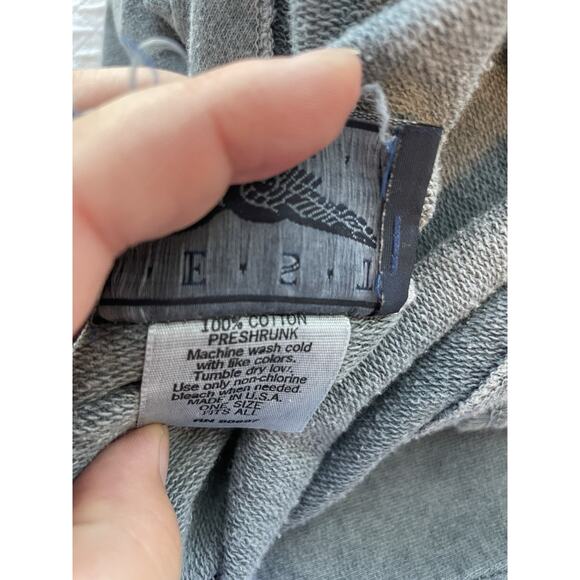 · E · S · T
100% COTTON
PRESHRUNK
Machine wash cold
with like colors.
Tumble dry low.
Use only non-chlorine
bleach when needed.
MADE IN U.S.A.
ONE SIZE
FITS ALL